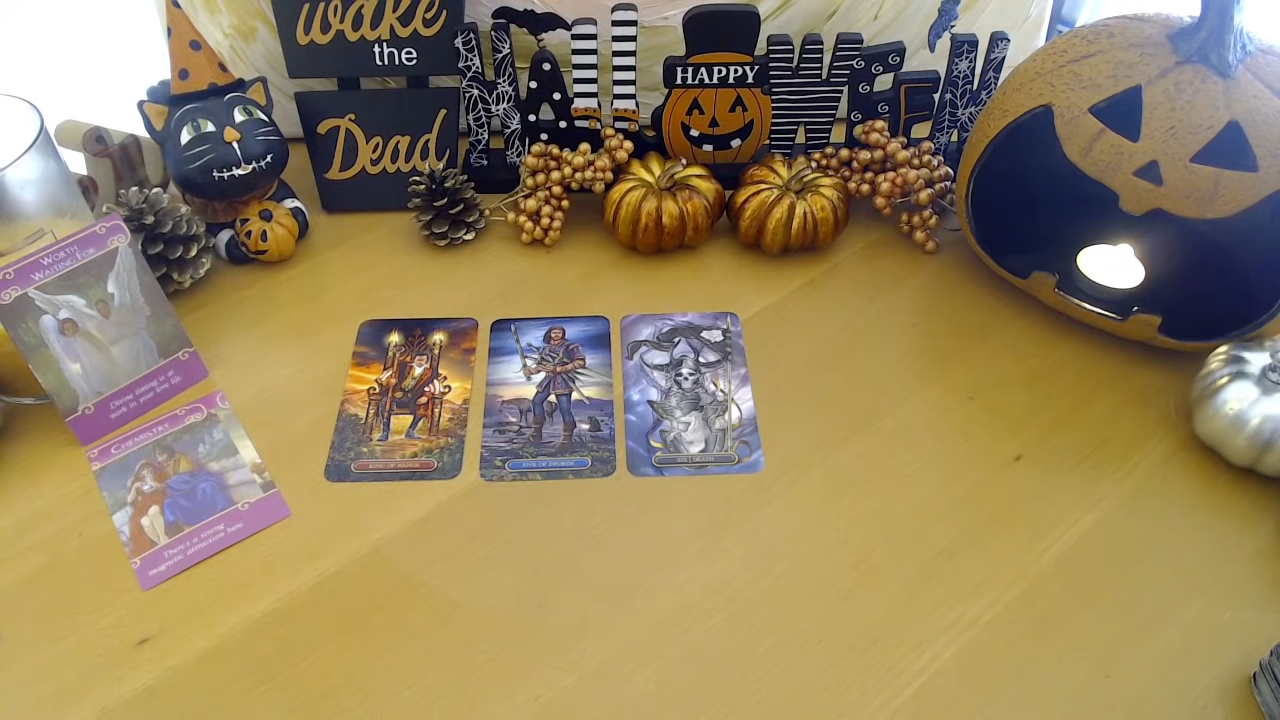 wake
the
Dead
HALLOWEEN
HAPPY
WORTH
WAITING FOR
Divine timing is at
work in your love life.
CHEMISTRY
There's a strong
magnetic attraction here.
KING OF WANDS
FIVE OF SWORDS
XIII | DEATH